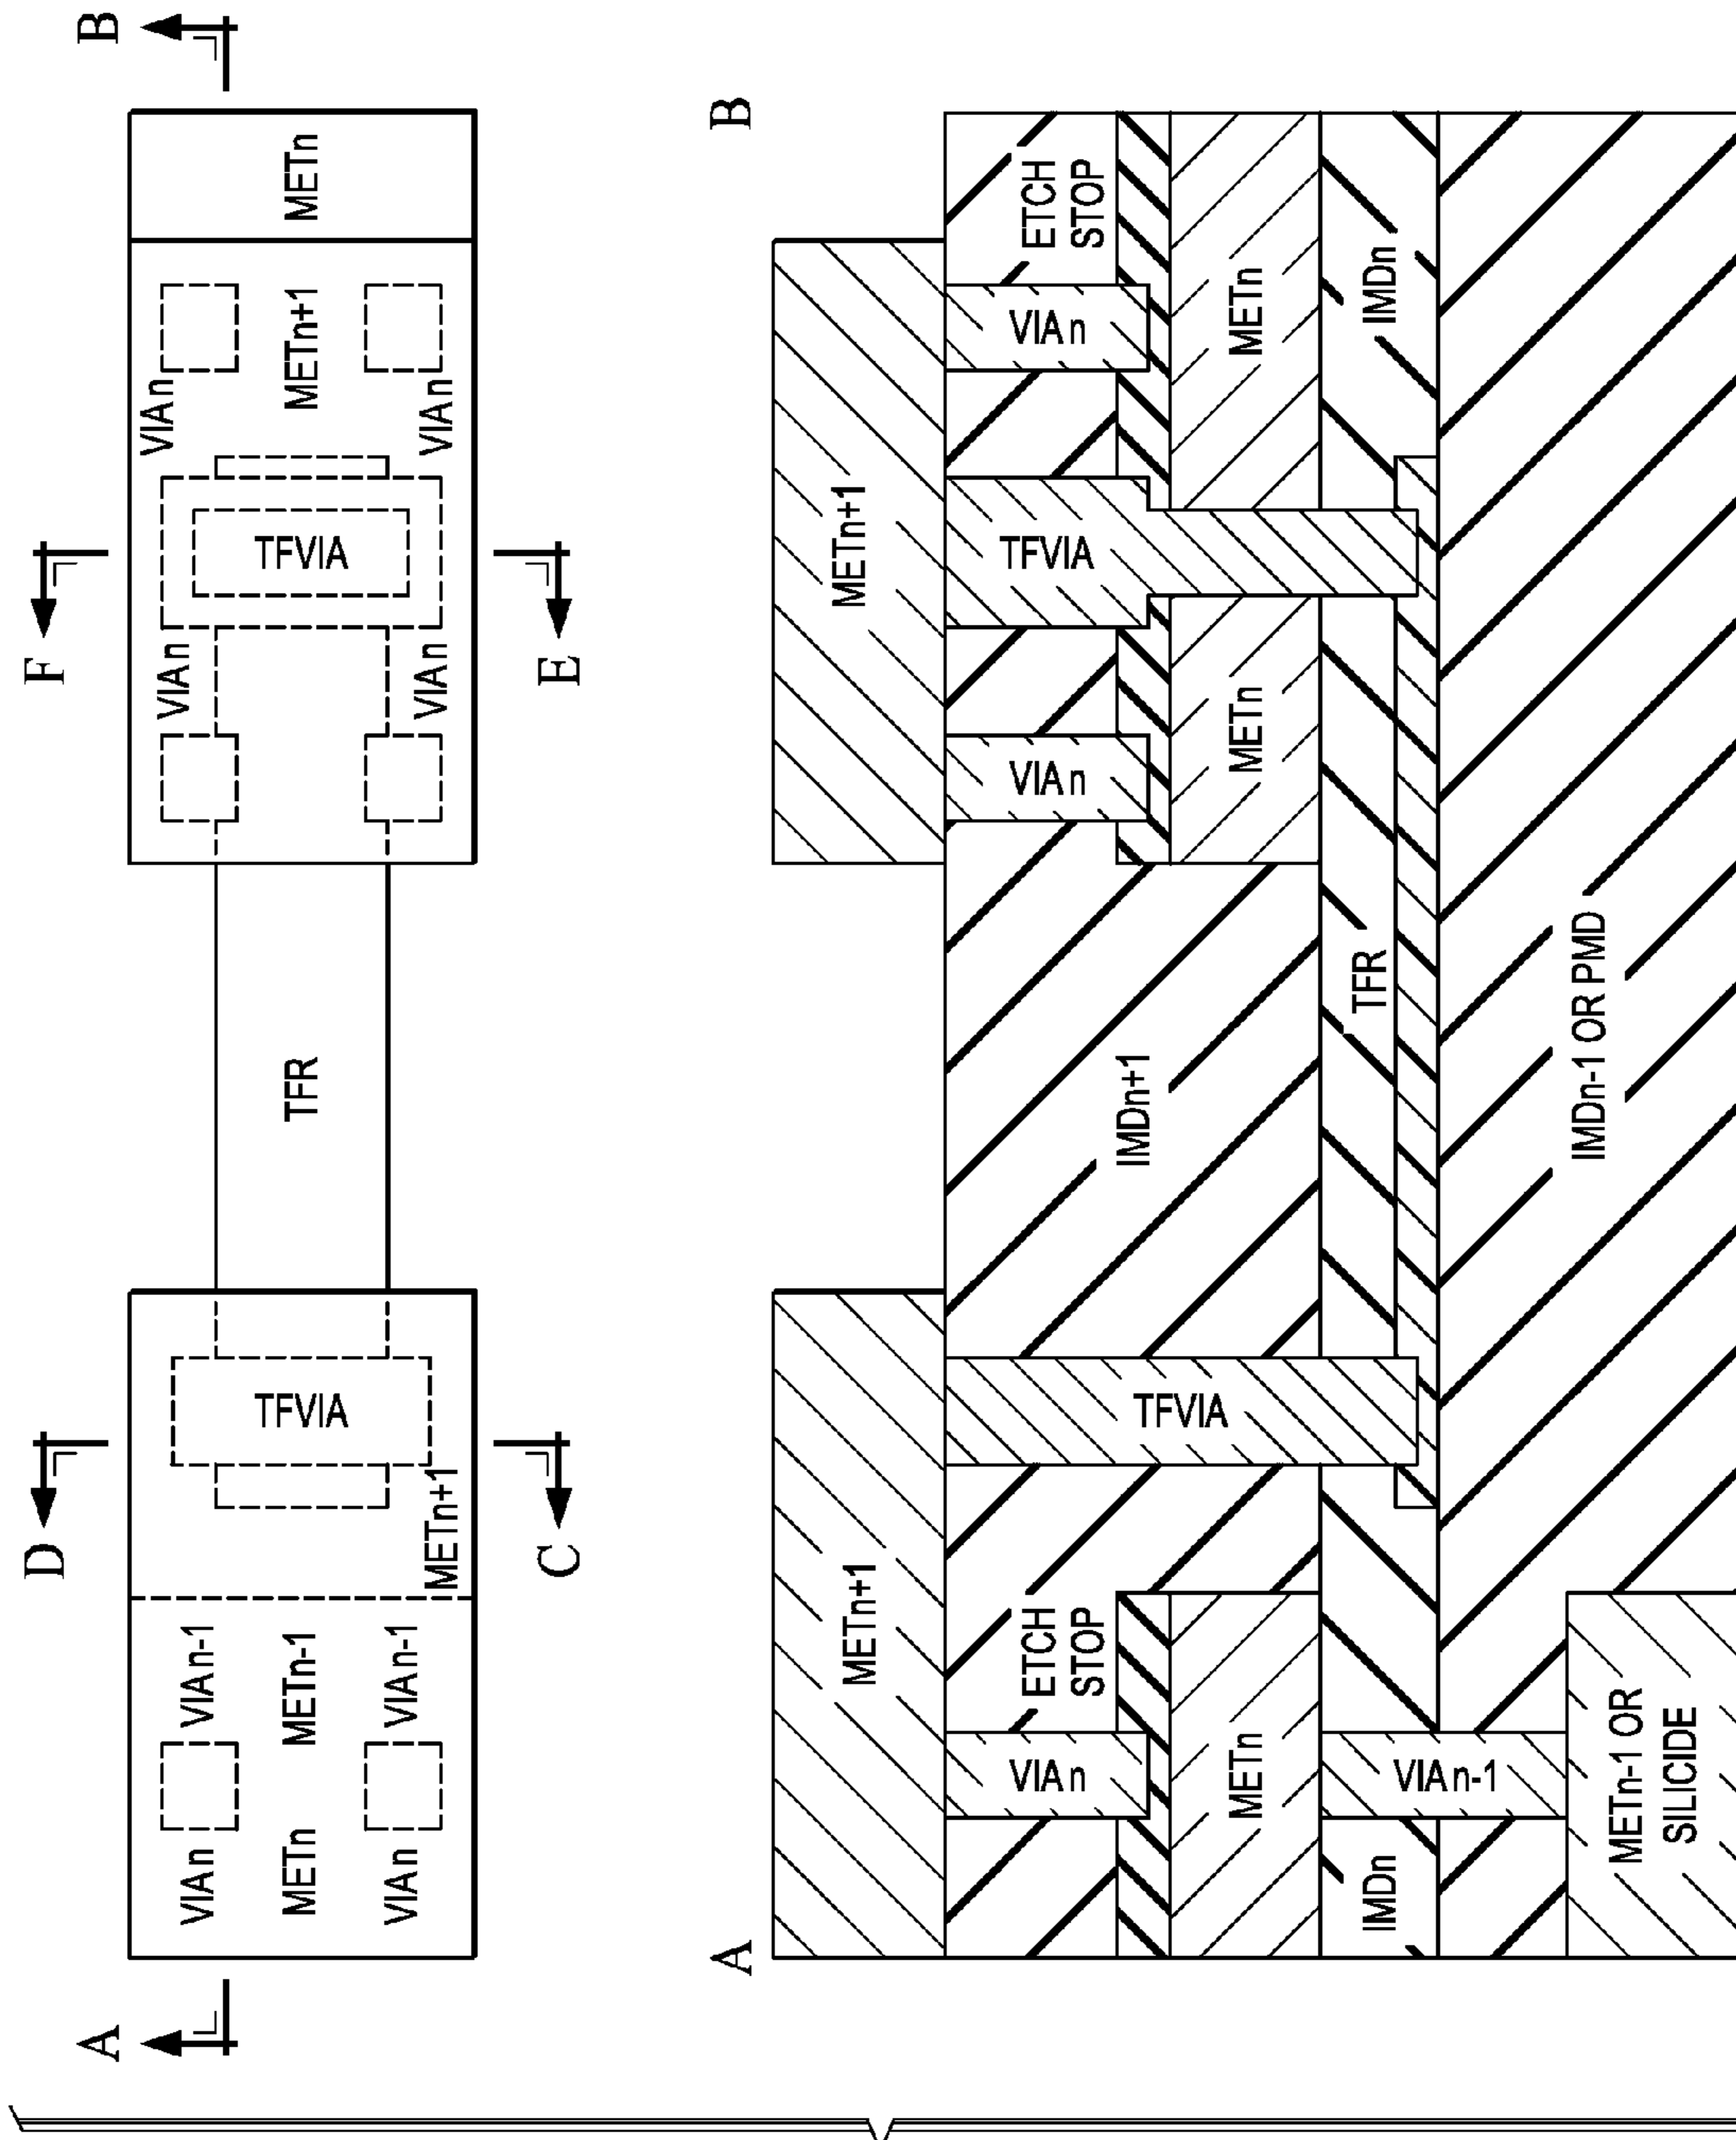 A
B
F
E
D
C
VIAn
VIAn-1
VIAn
VIAn
METn
METn-1
METn+1
TFVIA
TFR
TFVIA
METn+1
METn
VIAn
VIAn-1
METn+1
VIAn
VIAn
A
B
METn+1
METn+1
VIAn
ETCH
STOP
VIAn
TFVIA
VIAn
ETCH
STOP
TFVIA
IMDn+1
METn
METn
METn
IMDn
VIAn-1
TFR
IMDn
METn-1 OR
SILICIDE
IMDn-1 OR PMD